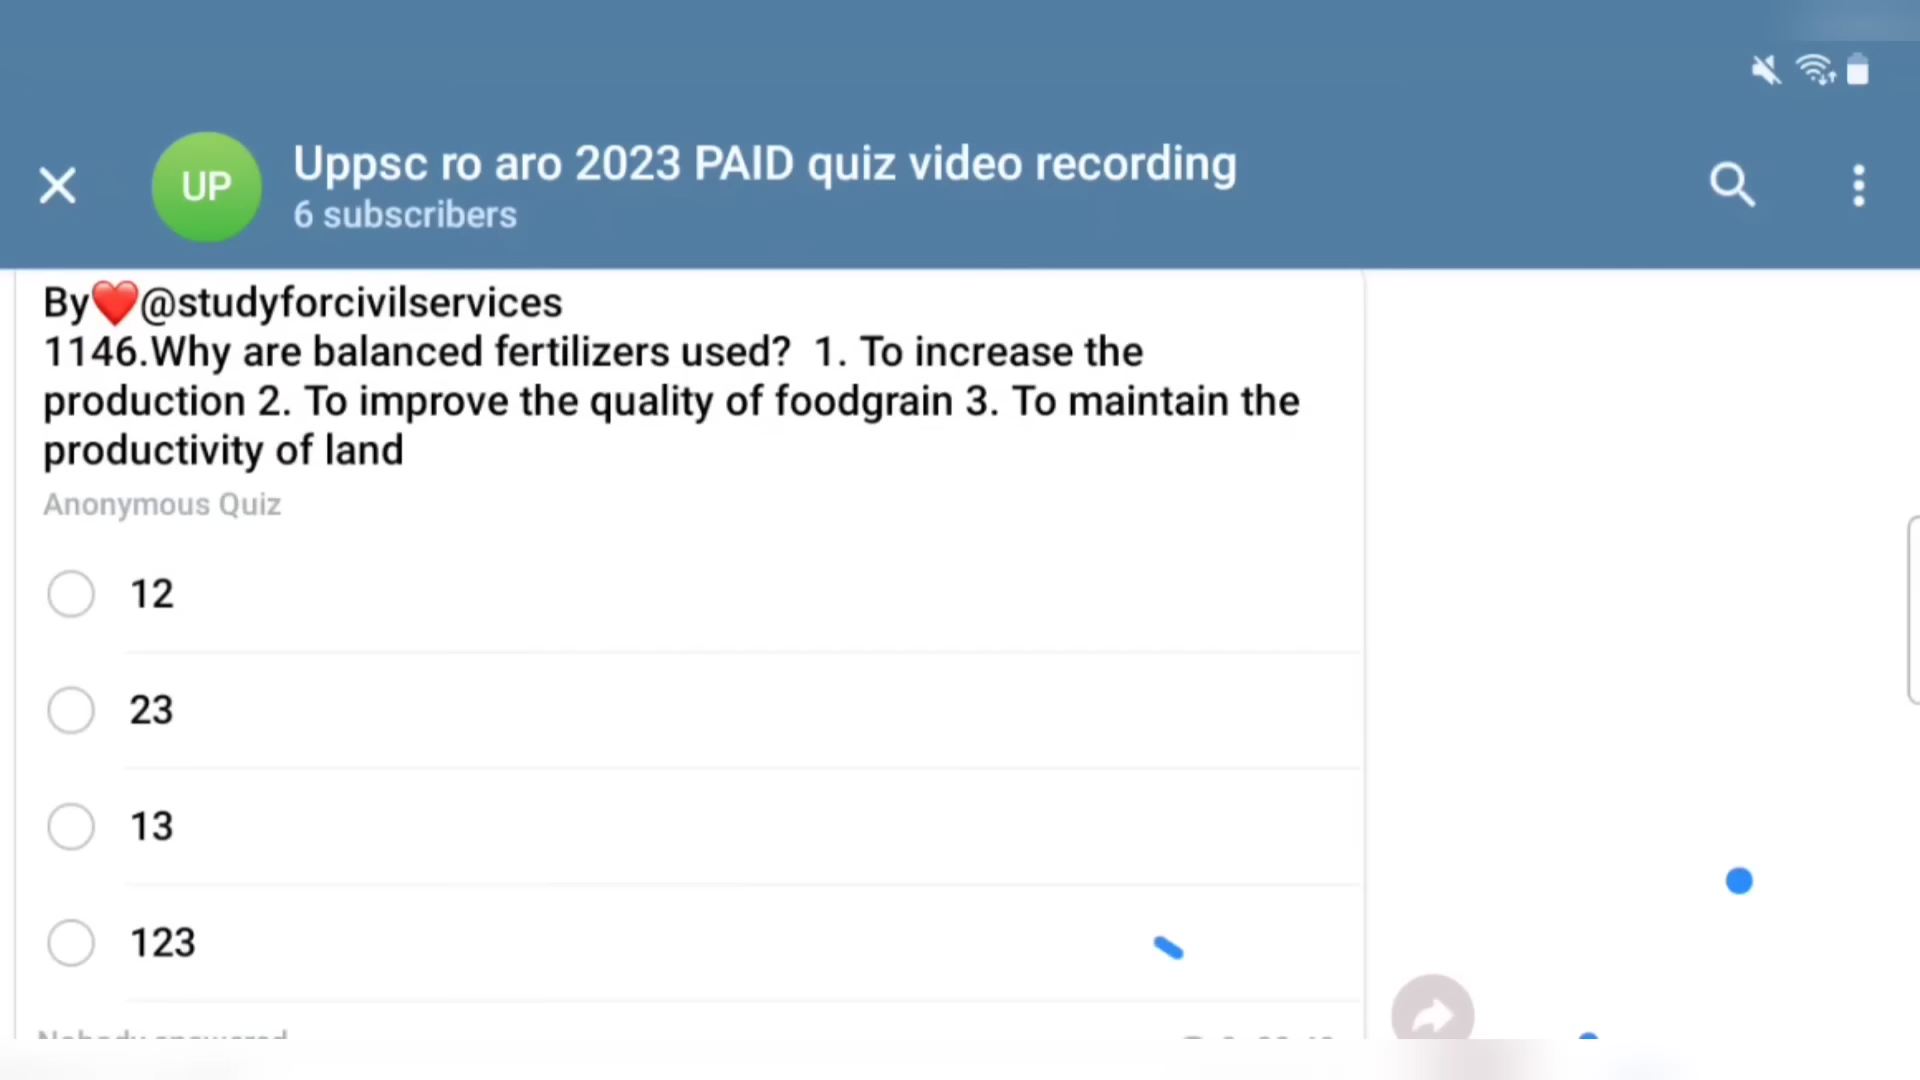 Uppsc ro aro 2023 PAID quiz video recording
UP
6 subscribers
By❤️@studyforcivilservices
1146.Why are balanced fertilizers used?  1. To increase the
production 2. To improve the quality of foodgrain 3. To maintain the
productivity of land
Anonymous Quiz
12
23
13
123
Nobody answered